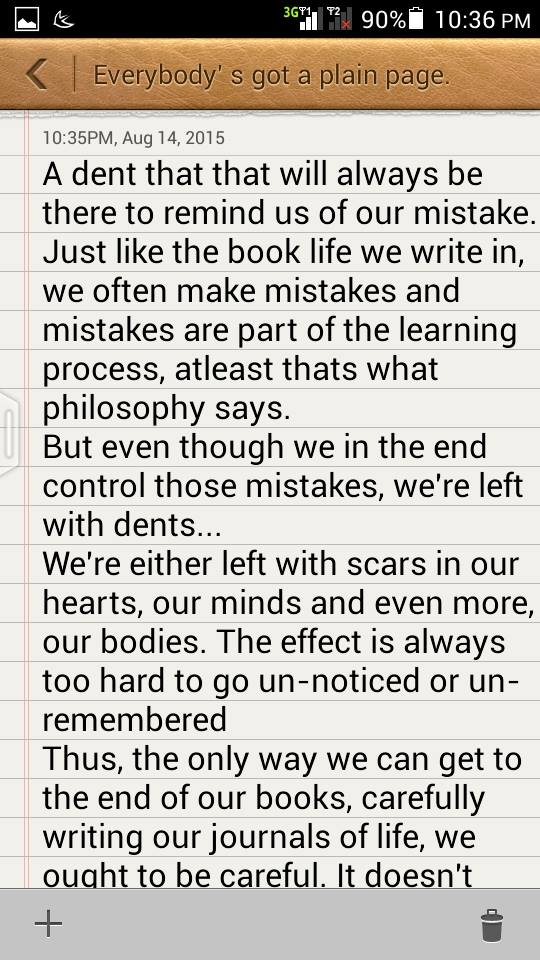 3G T1 T2 90% 10:36 PM
Everybody' s got a plain page.
10:35PM, Aug 14, 2015
A dent that that will always be
there to remind us of our mistake.
Just like the book life we write in,
we often make mistakes and
mistakes are part of the learning
process, atleast thats what
philosophy says.
But even though we in the end
control those mistakes, we're left
with dents...
We're either left with scars in our
hearts, our minds and even more,
our bodies. The effect is always
too hard to go un-noticed or un-
remembered
Thus, the only way we can get to
the end of our books, carefully
writing our journals of life, we
ought to be careful. It doesn't